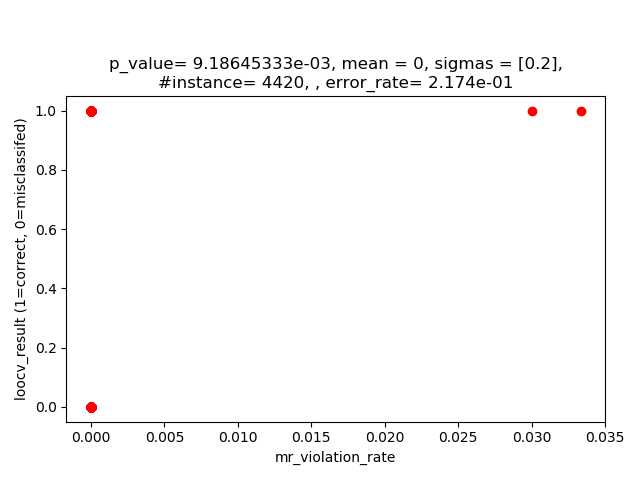 p_value= 9.18645333e-03, mean = 0, sigmas = [0.2],
#instance= 4420, , error_rate= 2.174e-01
loocv_result (1=correct, 0=misclassifed)
1.0
0.8
0.6
0.4
0.2
0.0
0.000 0.005 0.010 0.015 0.020 0.025 0.030 0.035
mr_violation_rate